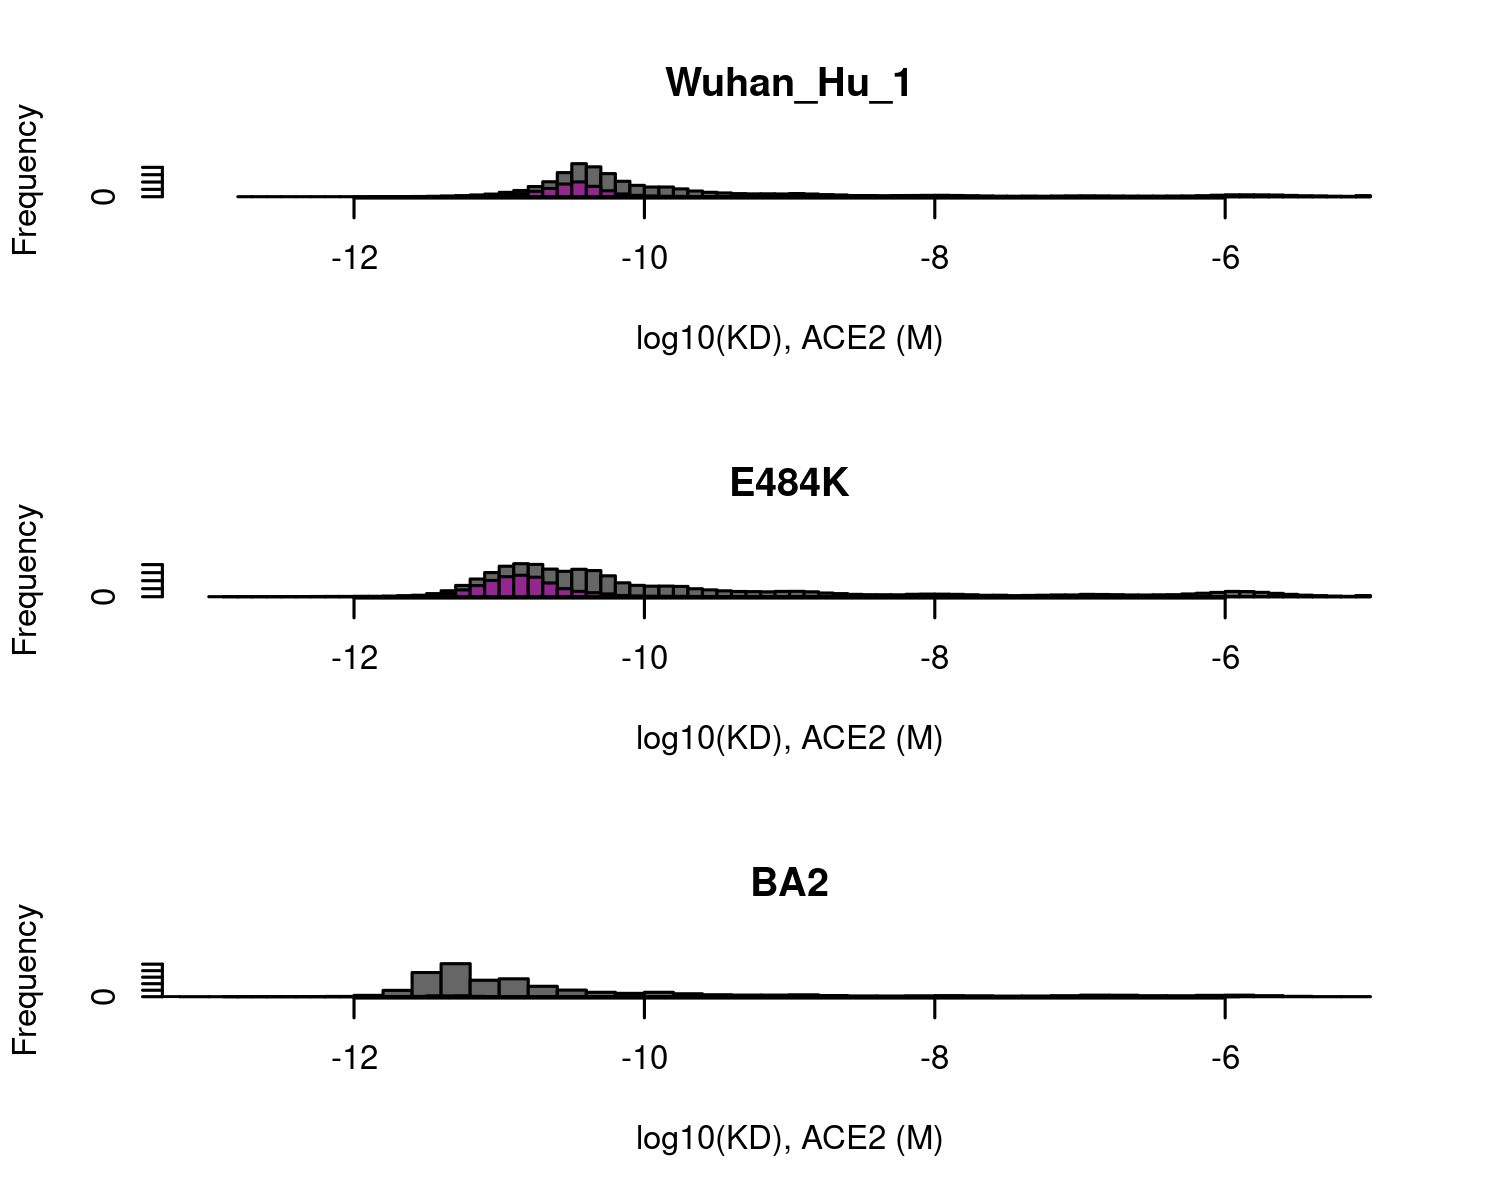 Wuhan_Hu_1
Frequency
0
-12 -10 -8 -6
log10(KD), ACE2 (M)
E484K
Frequency
0
-12 -10 -8 -6
log10(KD), ACE2 (M)
BA2
Frequency
0
-12 -10 -8 -6
log10(KD), ACE2 (M)